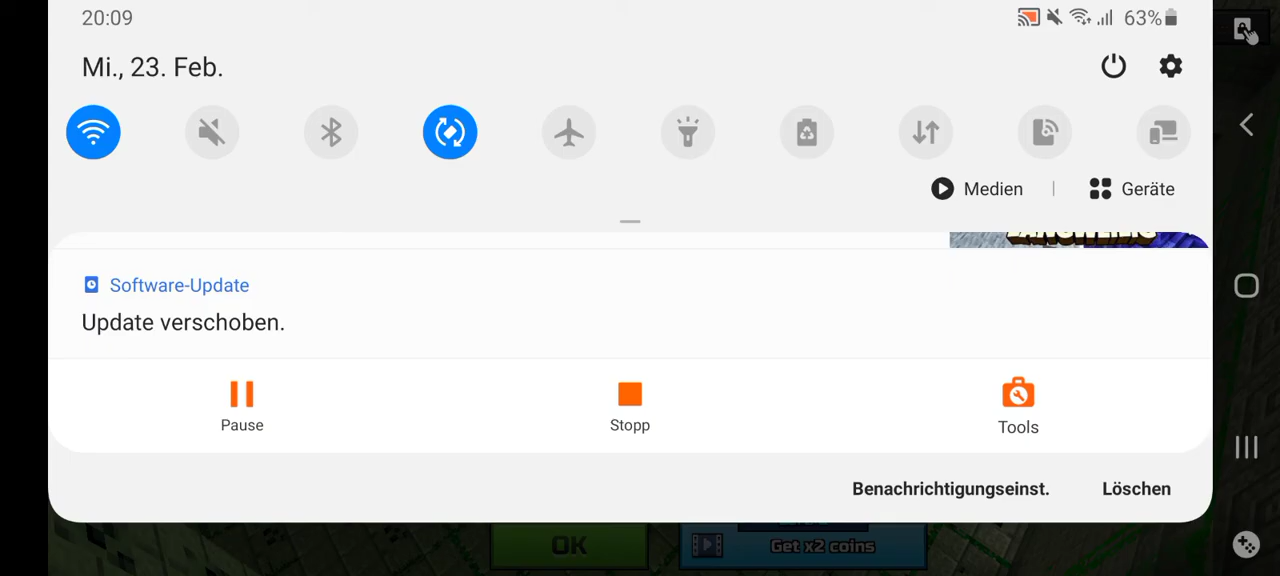 20:09
63%
Mi., 23. Feb.
Medien
Geräte
Software-Update
Update verschoben.
Pause
Stopp
Tools
Benachrichtigungseinst.
Löschen
OK
Get x2 coins